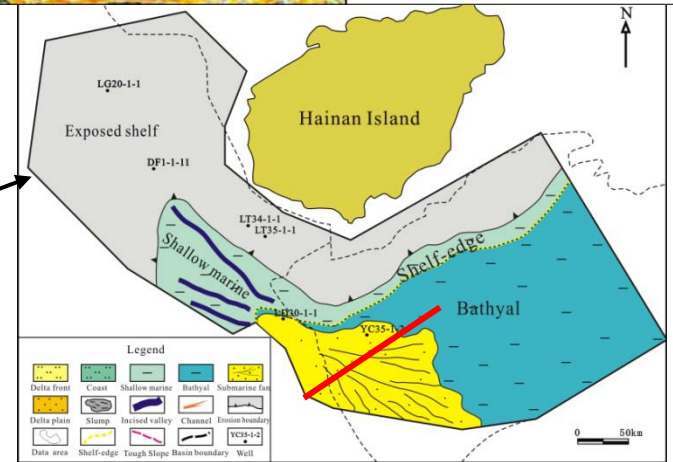 N
LG20-1-1
Hainan Island
Exposed shelf
DF1-1-11
LT34-1-1
LT35-1-1
Shallow marine
Shelf-edge
Bathyal
YC35-1-2
Legend
Delta front
Coast
Shallow marine
Bathyal
Submarine fan
Delta plain
Slump
Incised valley
Channel
Erosion boundary
YC35-1-2
Data area
Shelf-edge
Tough Slope
Basin boundary
Well
0 50km